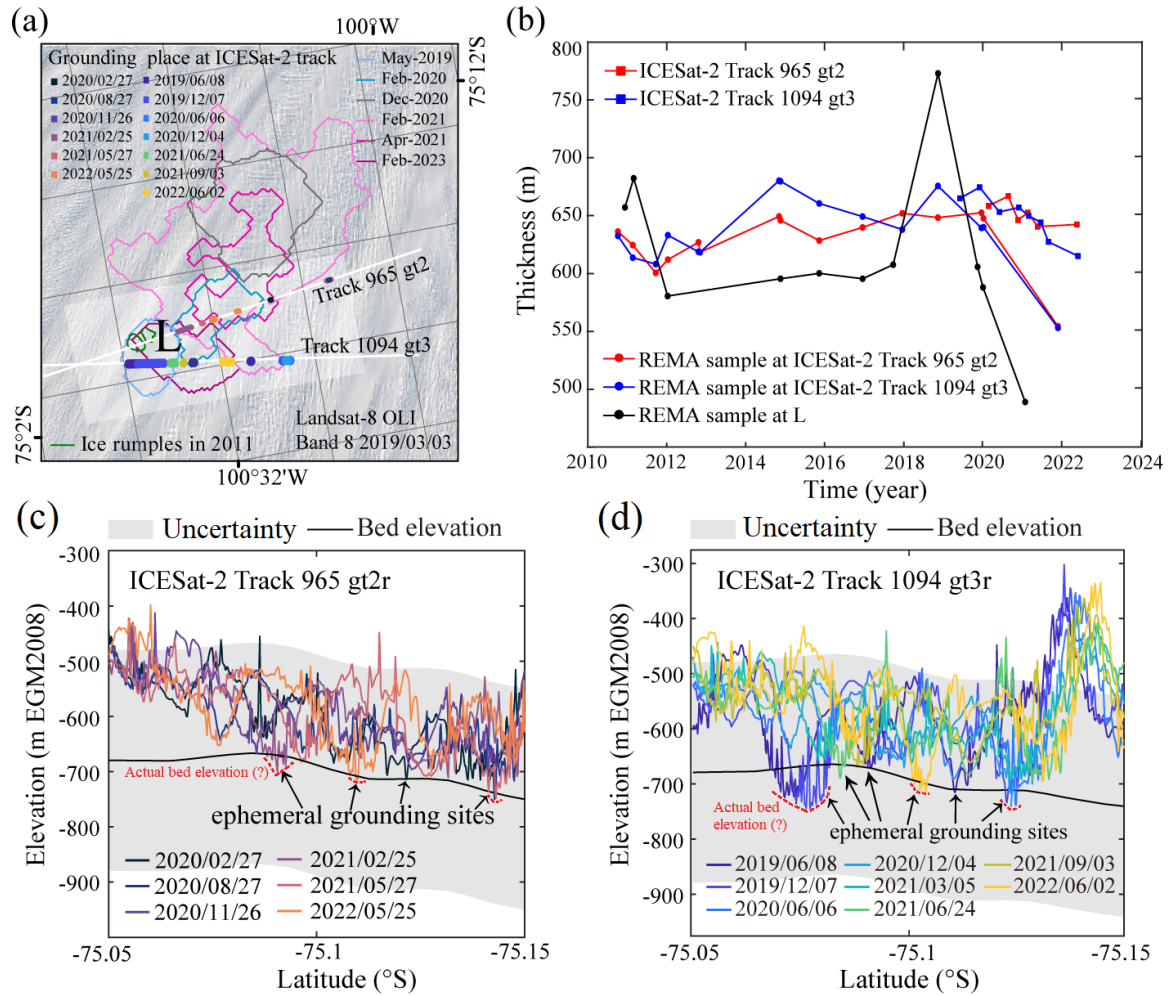 (a)
100°W
75°12'S
Grounding place at ICESat-2 track
2020/02/27
2020/08/27
2020/11/26
2021/02/25
2021/05/27
2022/05/25
2019/06/08
2019/12/07
2020/06/06
2020/12/04
2021/06/24
2021/09/03
2022/06/02
May-2019
Feb-2020
Dec-2020
Feb-2021
Apr-2021
Feb-2023
Track 965 gt2
L
Track 1094 gt3
Landsat-8 OLI
Band 8 2019/03/03
Ice rumples in 2011
75°2'S
100°32'W
(b)
800
750
700
650
600
550
500
Thickness (m)
ICESat-2 Track 965 gt2
ICESat-2 Track 1094 gt3
REMA sample at ICESat-2 Track 965 gt2
REMA sample at ICESat-2 Track 1094 gt3
REMA sample at L
2010 2012 2014 2016 2018 2020 2022 2024
Time (year)
(c)
Uncertainty Bed elevation
-300
-400
-500
-600
-700
-800
-900
Elevation (m EGM2008)
ICESat-2 Track 965 gt2r
Actual bed elevation (?)
ephemeral grounding sites
2020/02/27 2021/02/25
2020/08/27 2021/05/27
2020/11/26 2022/05/25
-75.05 -75.1 -75.15
Latitude (°S)
(d)
Uncertainty Bed elevation
-300
-400
-500
-600
-700
-800
-900
Elevation (m EGM2008)
ICESat-2 Track 1094 gt3r
Actual bed
elevation (?)
ephemeral grounding sites
2019/06/08 2020/12/04 2021/09/03
2019/12/07 2021/03/05 2022/06/02
2020/06/06 2021/06/24
-75.05 -75.1 -75.15
Latitude (°S)